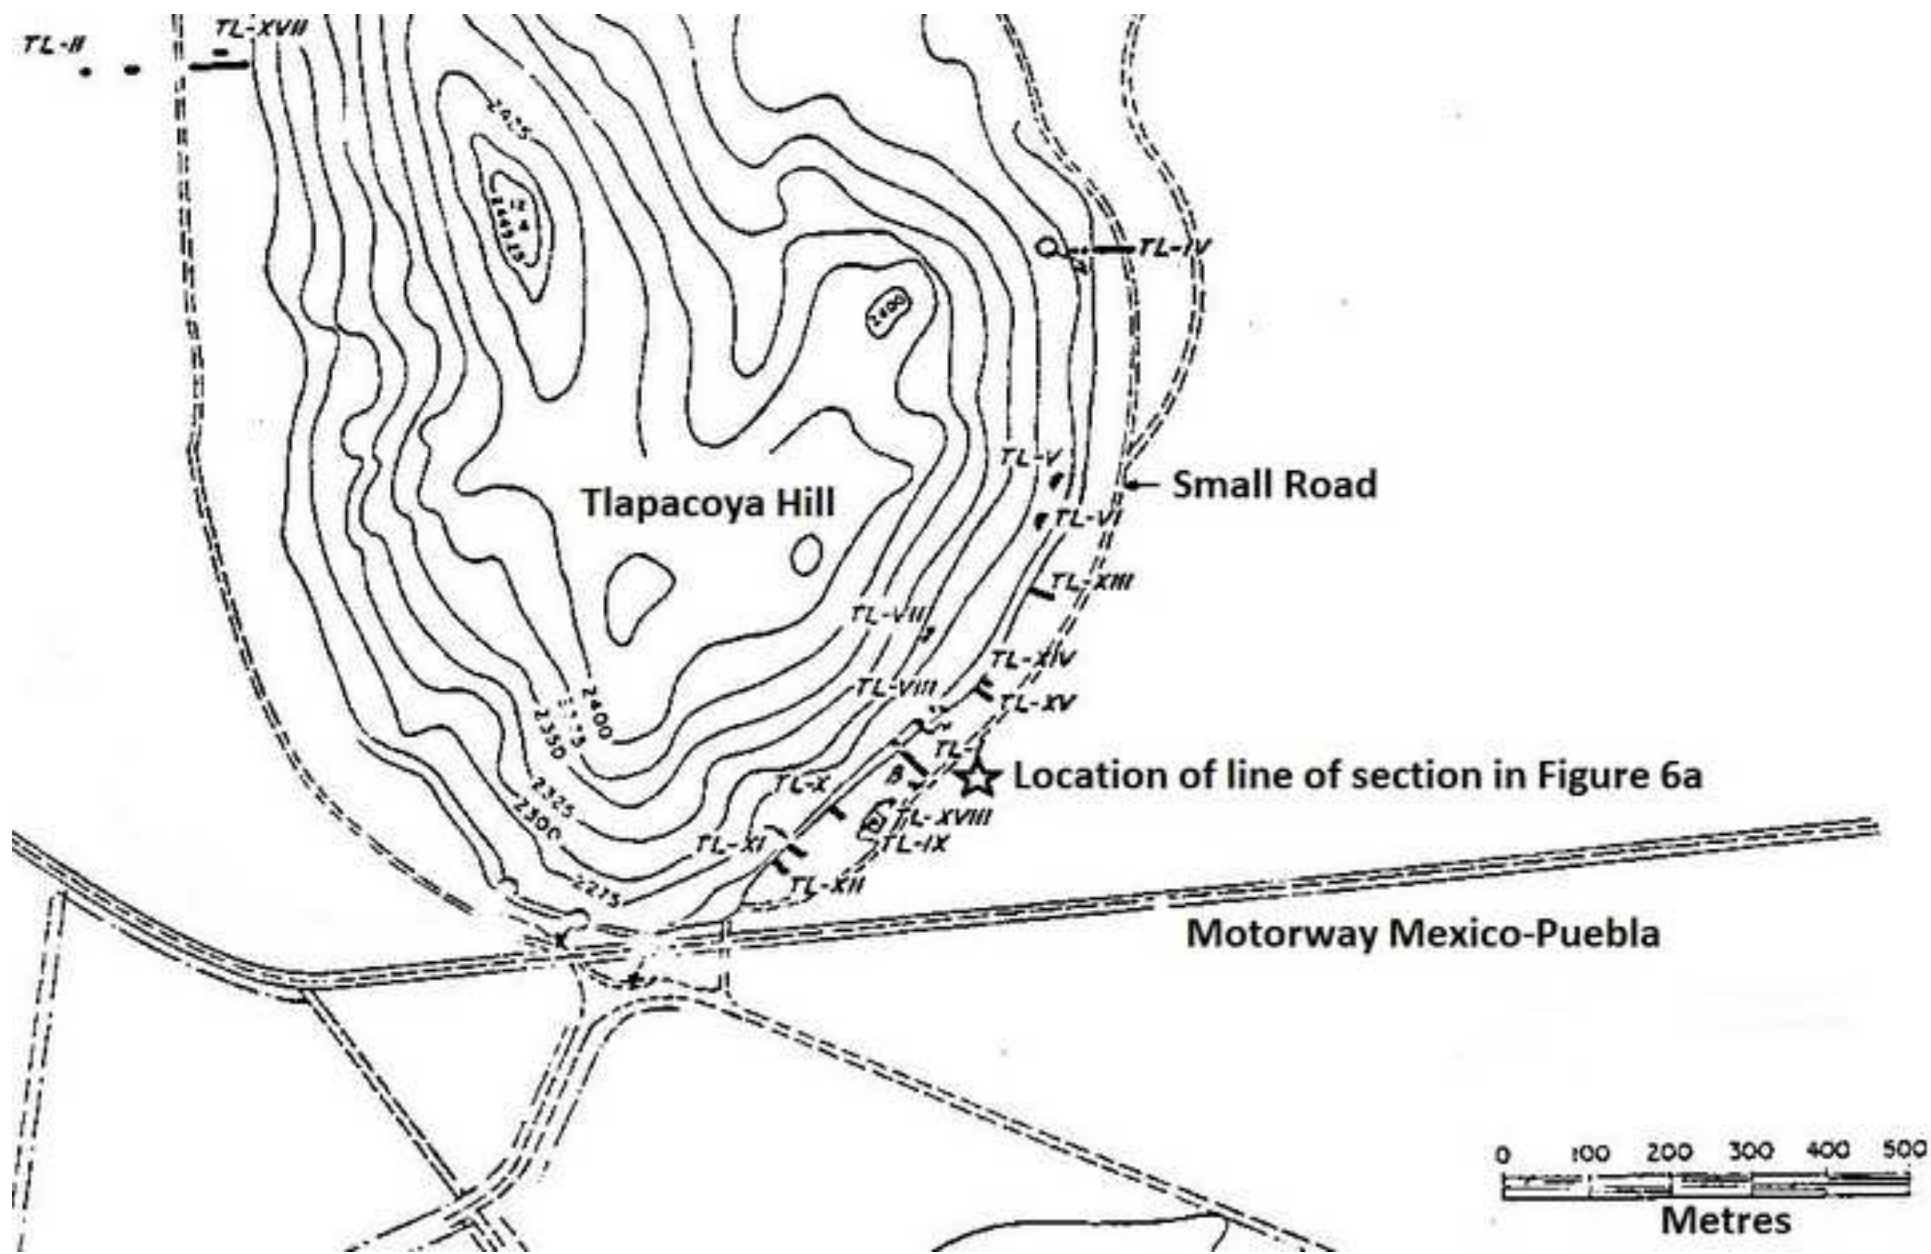 TL-II
TL-XVII
2425
2400
TL-IV
TL-V
Small Road
Tlapacoya Hill
TL-VI
TL-XIII
TL-VII
TL-XIV
TL-VIII
TL-XV
2400
2350
TL-
Location of line of section in Figure 6a
TL-X
B
2325
2300
TL-XVIII
TL-XI
TL-IX
TL-XII
2275
Motorway Mexico-Puebla
0 100 200 300 400 500
Metres